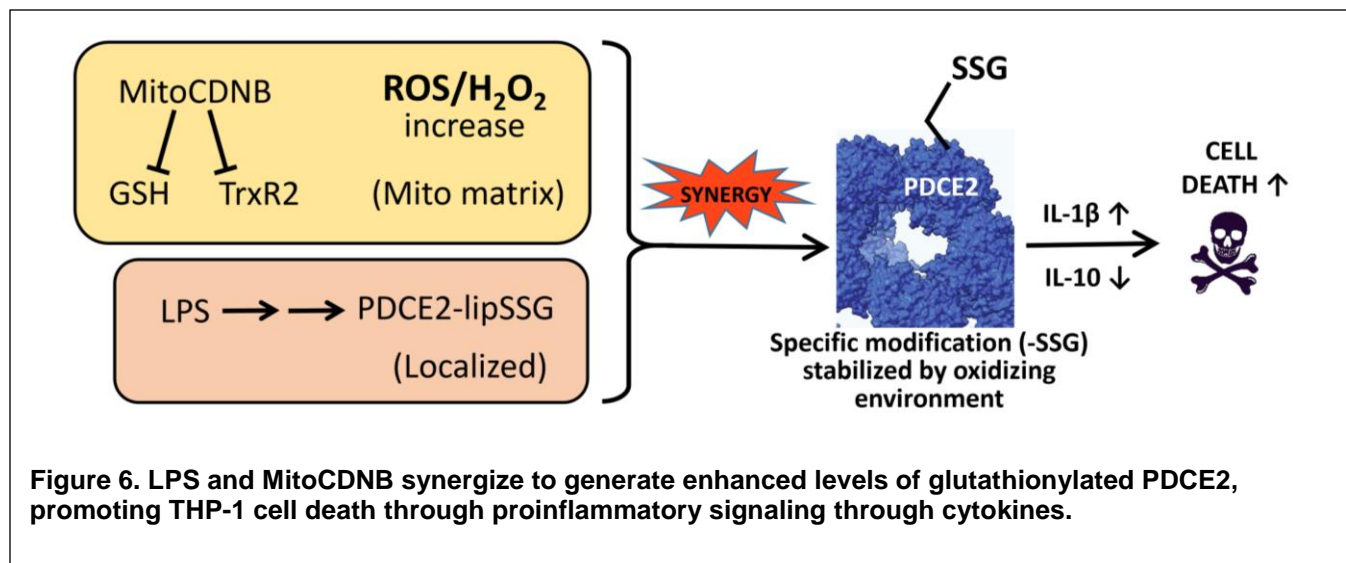 MitoCDNB
GSH TrxR2
ROS/H₂O₂
increase
(Mito matrix)
LPS → → PDCE2-lipSSG
(Localized)
SYNERGY
SSG
PDCE2
Specific modification (-SSG)
stabilized by oxidizing
environment
IL-1β ↑
IL-10 ↓
CELL
DEATH ↑
Figure 6. LPS and MitoCDNB synergize to generate enhanced levels of glutathionylated PDCE2,
promoting THP-1 cell death through proinflammatory signaling through cytokines.